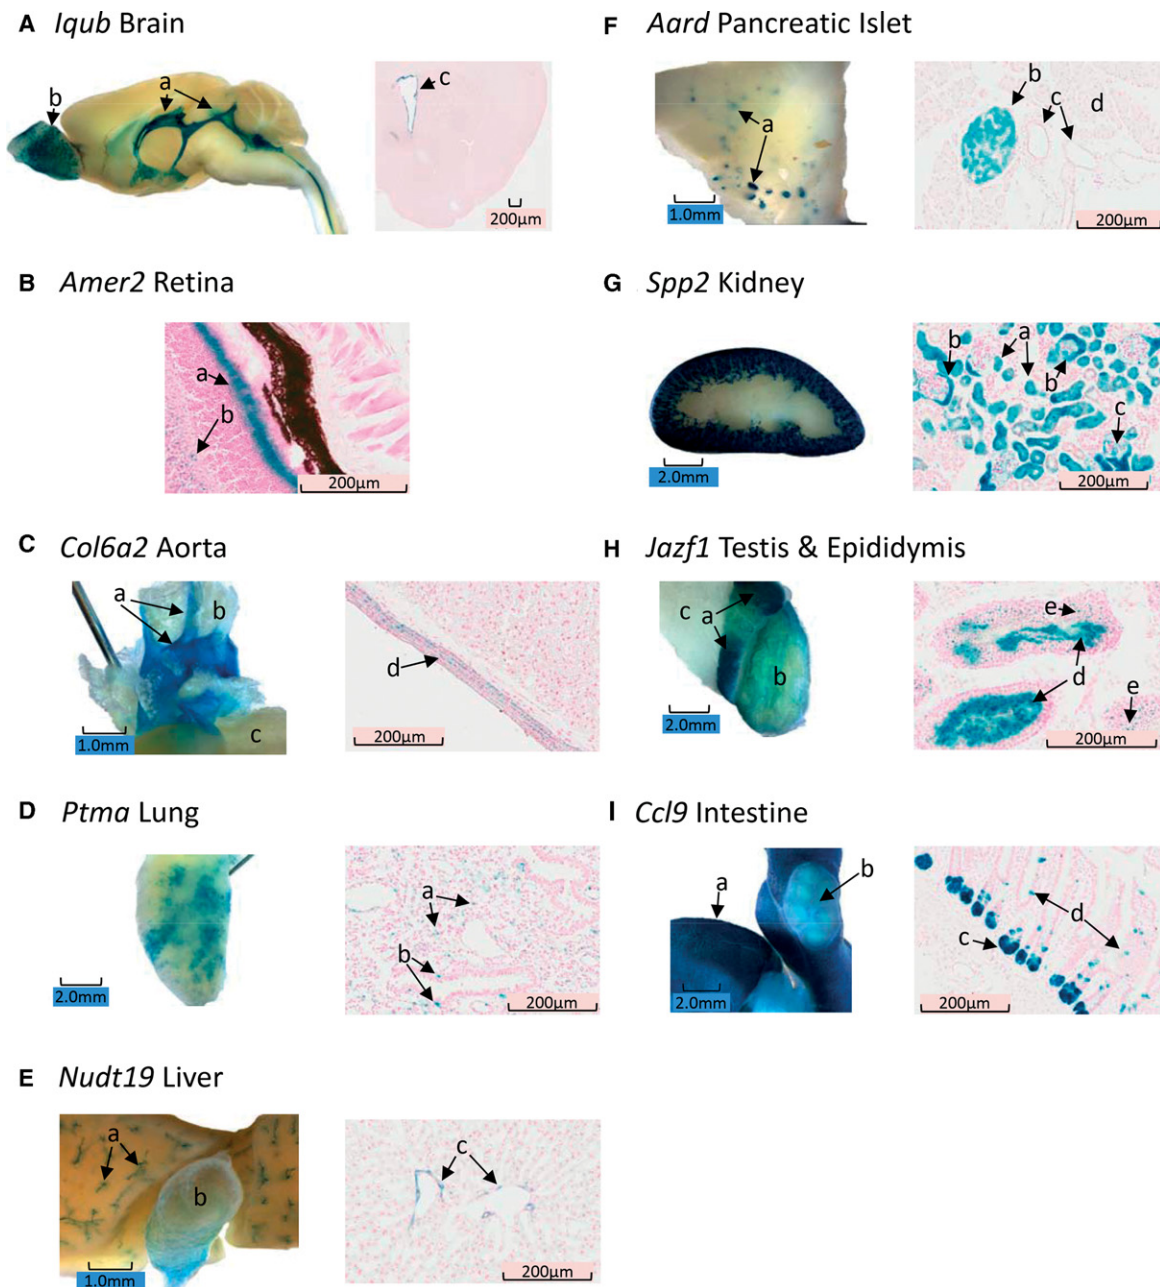 A Iqub Brain
b
a
c
200µm
B Amer2 Retina
a
b
200µm
C Col6a2 Aorta
a
b
c
1.0mm
d
200µm
D Ptma Lung
2.0mm
a
b
200µm
E Nudt19 Liver
a
b
1.0mm
c
200µm
F Aard Pancreatic Islet
a
1.0mm
b
c
d
200µm
G Spp2 Kidney
2.0mm
b
a
b
c
200µm
H Jazf1 Testis & Epididymis
c
a
b
2.0mm
e
d
e
200µm
I Ccl9 Intestine
a
b
2.0mm
d
c
200µm